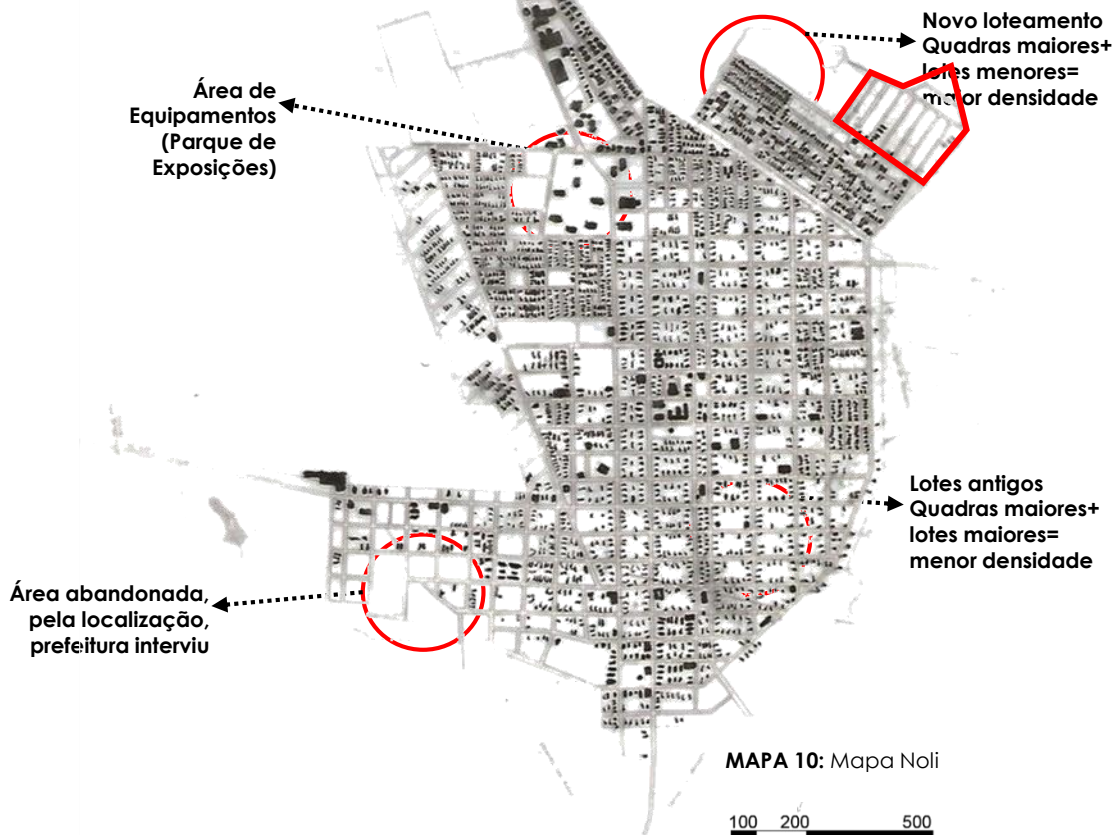 Novo loteamento
Quadras maiores+
lotes menores=
maior densidade
Área de
Equipamentos
(Parque de
Exposições)
Lotes antigos
Quadras maiores+
lotes maiores=
menor densidade
Área abandonada,
pela localização,
prefeitura interviu
MAPA 10: Mapa Noli
100 200 500